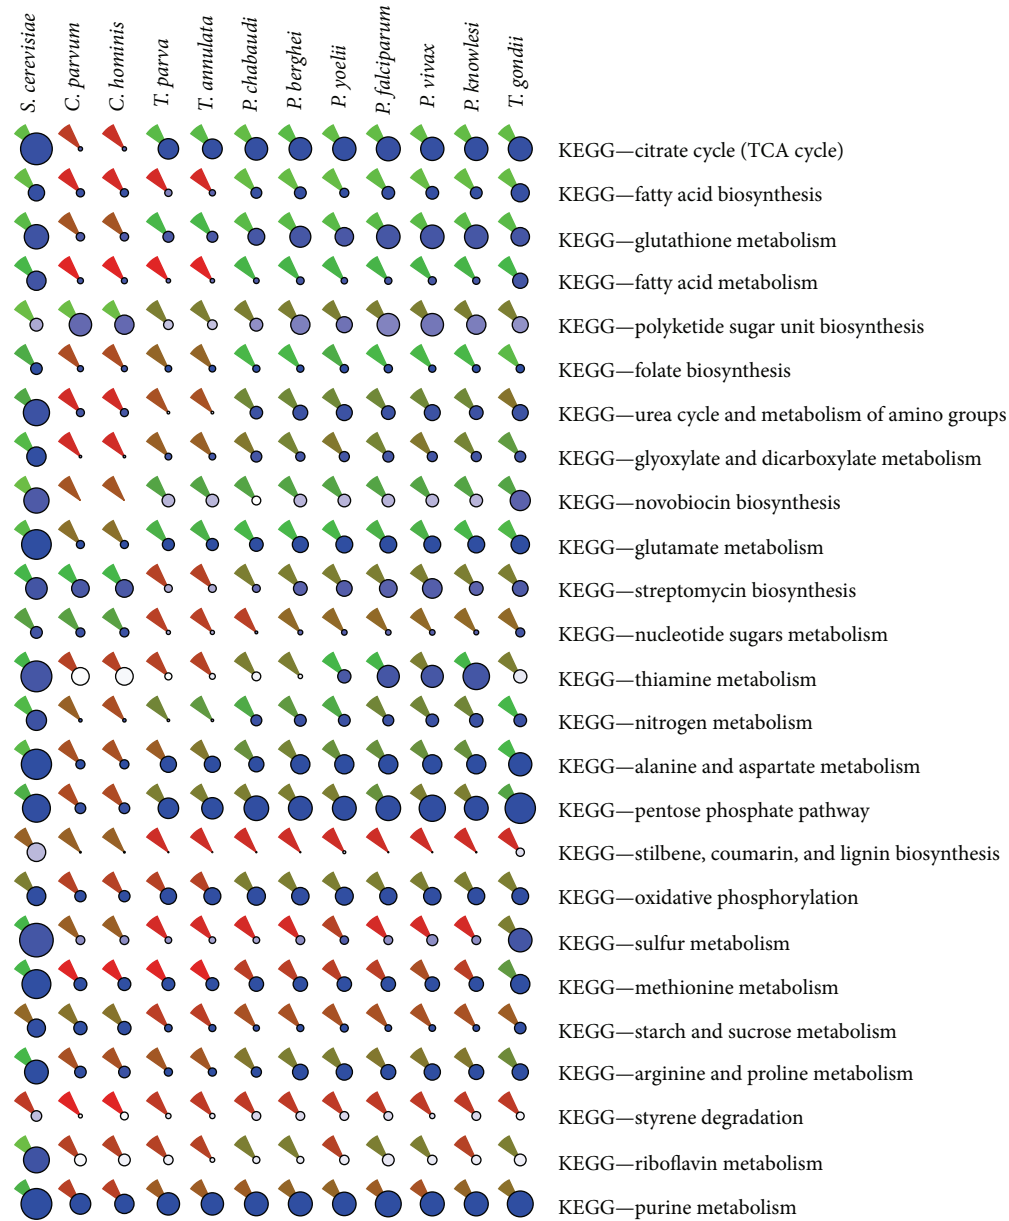 S. cerevisiae
C. parvum
C. hominis
T. parva
T. annulata
P. chabaudi
P. berghei
P. yoelii
P. falciparum
P. vivax
P. knowlesi
T. gondii
KEGG—citrate cycle (TCA cycle)
KEGG—fatty acid biosynthesis
KEGG—glutathione metabolism
KEGG—fatty acid metabolism
KEGG—polyketide sugar unit biosynthesis
KEGG—folate biosynthesis
KEGG—urea cycle and metabolism of amino groups
KEGG—glyoxylate and dicarboxylate metabolism
KEGG—novobiocin biosynthesis
KEGG—glutamate metabolism
KEGG—streptomycin biosynthesis
KEGG—nucleotide sugars metabolism
KEGG—thiamine metabolism
KEGG—nitrogen metabolism
KEGG—alanine and aspartate metabolism
KEGG—pentose phosphate pathway
KEGG—stilbene, coumarin, and lignin biosynthesis
KEGG—oxidative phosphorylation
KEGG—sulfur metabolism
KEGG—methionine metabolism
KEGG—starch and sucrose metabolism
KEGG—arginine and proline metabolism
KEGG—styrene degradation
KEGG—riboflavin metabolism
KEGG—purine metabolism